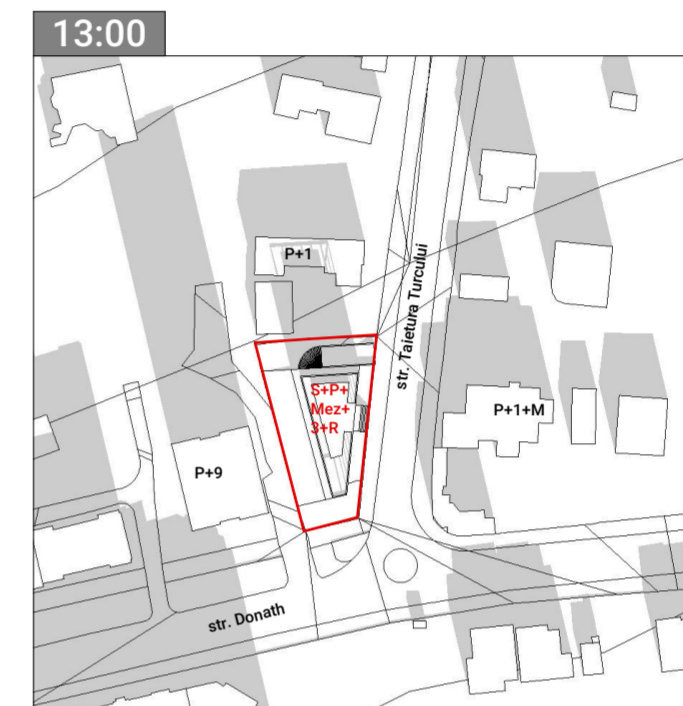 13:00
P+1
str. Taietura Turcului
S+P+
Mez+
3+R
P+1+M
P+9
str. Donath